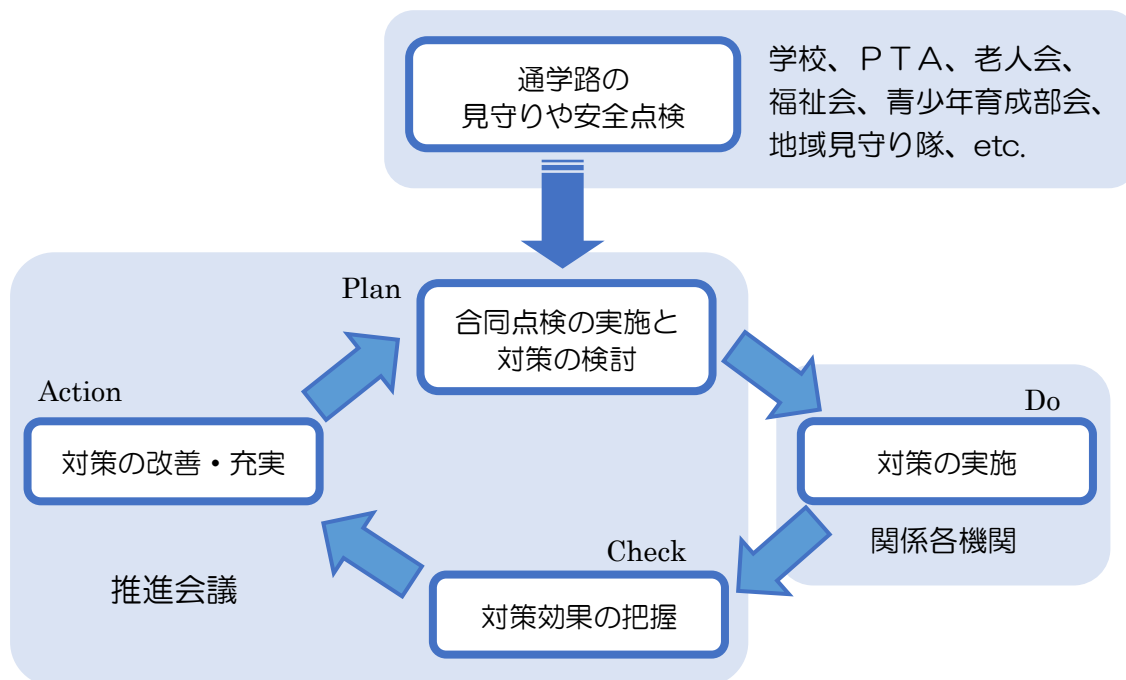 通学路の
見守りや安全点検
学校、ＰＴＡ、老人会、
福祉会、青少年育成部会、
地域見守り隊、etc.
Plan
合同点検の実施と
対策の検討
Do
対策の実施
関係各機関
Check
対策効果の把握
Action
対策の改善・充実
推進会議